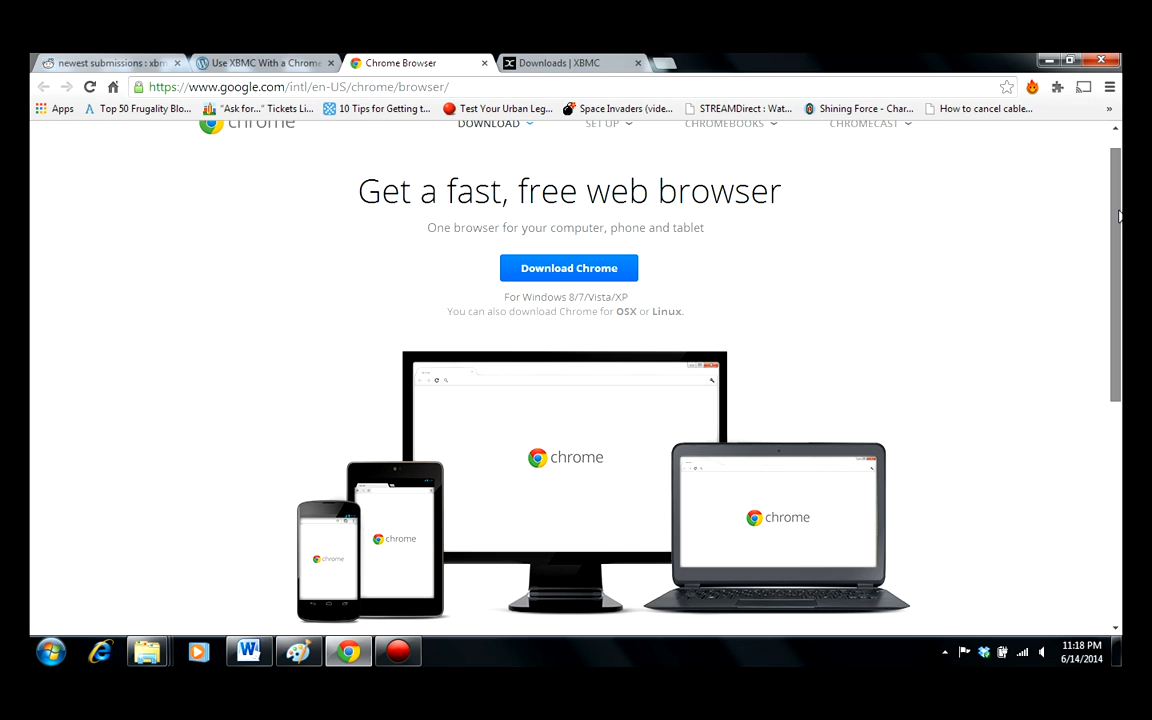 newest submissions : xbm
Use XBMC With a Chrome
Chrome Browser
Downloads | XBMC
https://www.google.com/intl/en-US/chrome/browser/
Apps
Top 50 Frugality Blo...
"Ask for..." Tickets Li...
10 Tips for Getting t...
Test Your Urban Leg...
Space Invaders (vide...
STREAMDirect : Wat...
Shining Force - Char...
How to cancel cable...
»
chrome
DOWNLOAD
SET UP
CHROMEBOOKS
CHROMECAST
Get a fast, free web browser
One browser for your computer, phone and tablet
Download Chrome
For Windows 8/7/Vista/XP
You can also download Chrome for OSX or Linux.
chrome
chrome
chrome
chrome
11:18 PM
6/14/2014